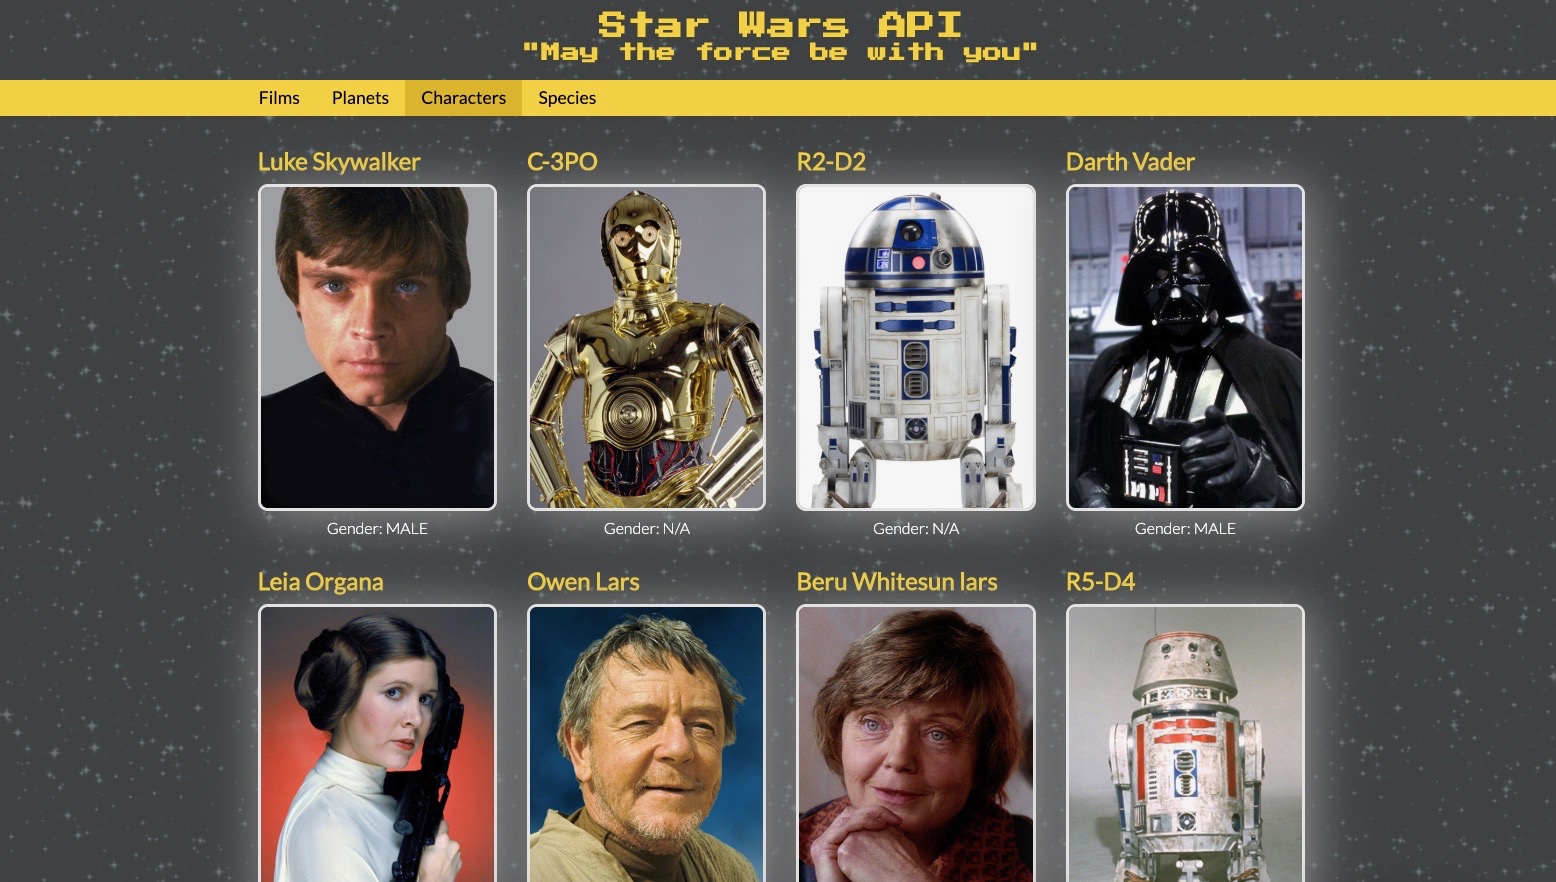 Star Wars API
"May the force be with you"
Films Planets Characters Species
Luke Skywalker C-3PO R2-D2 Darth Vader
Gender: MALE Gender: N/A Gender: N/A Gender: MALE
Leia Organa Owen Lars Beru Whitesun lars R5-D4